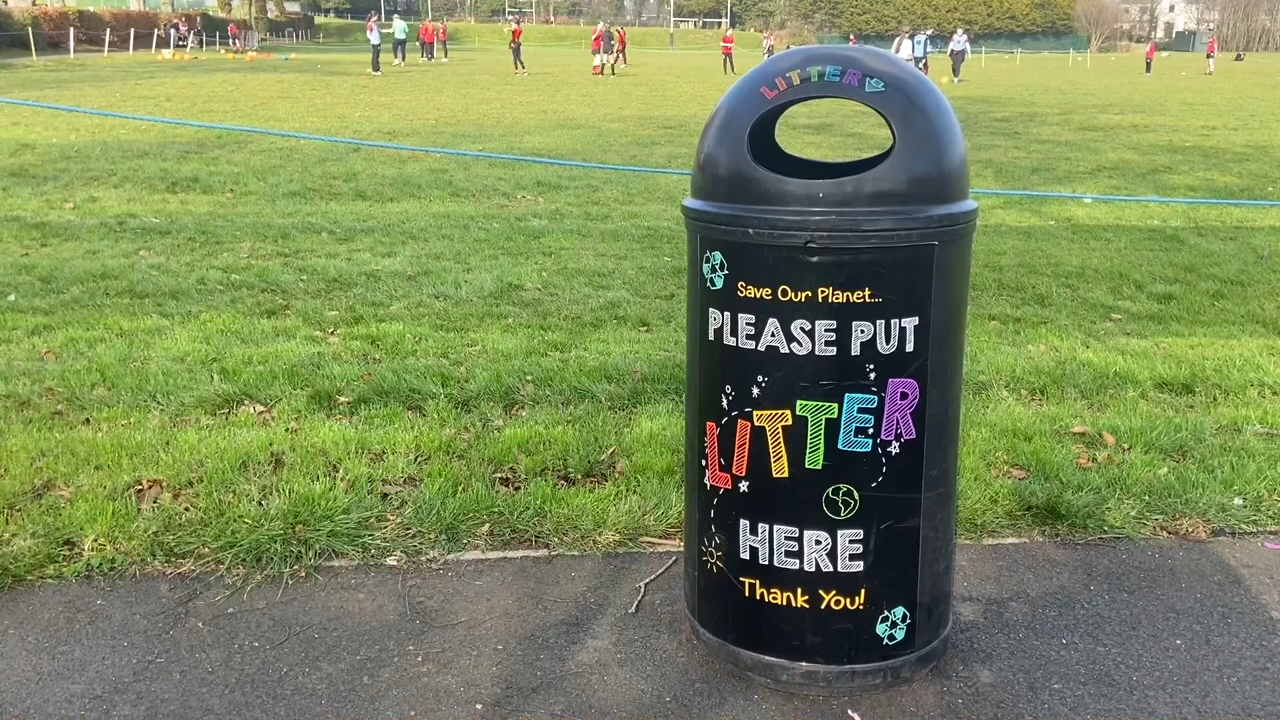 LITTER
Save Our Planet...
PLEASE PUT
LITTER
HERE
Thank You!